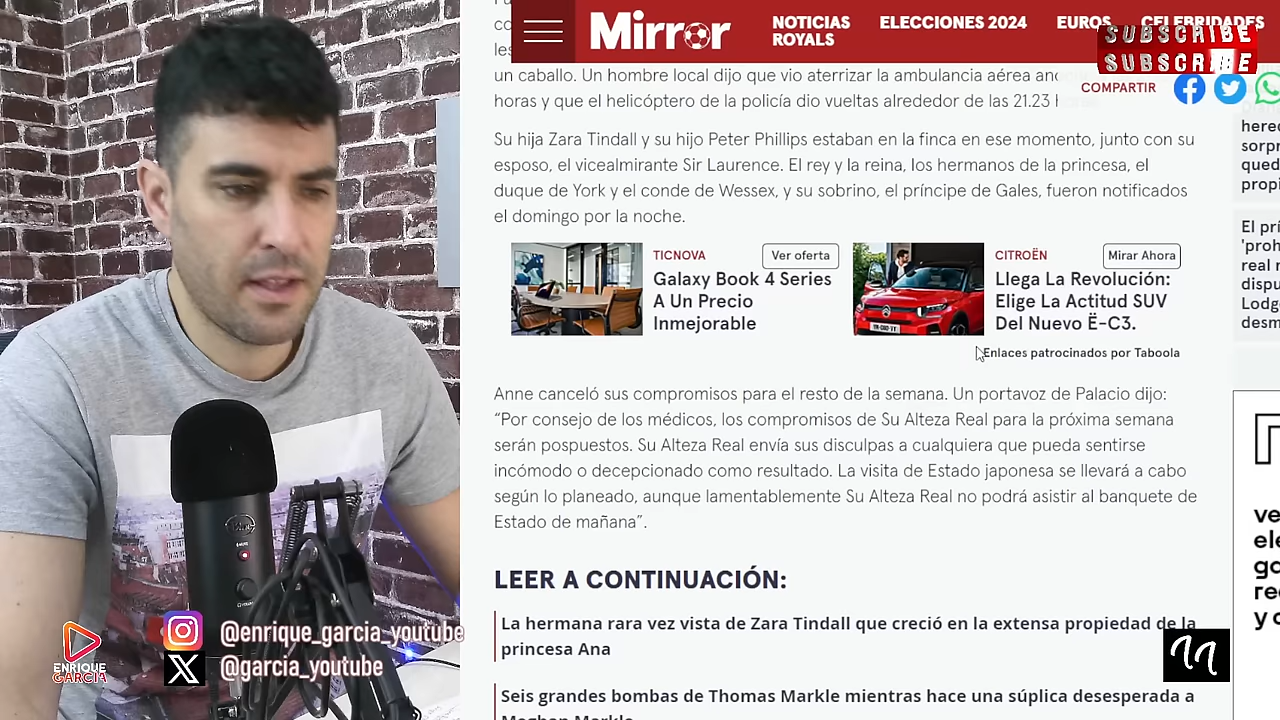 Mirror
NOTICIAS ROYALS
ELECCIONES 2024
EUROS
CELEBRIDADES
SUBSCRIBE
SUBSCRIBE
COMPARTIR
un caballo. Un hombre local dijo que vio aterrizar la ambulancia aérea
horas y que el helicóptero de la policía dio vueltas alrededor de las 21.23
Su hija Zara Tindall y su hijo Peter Phillips estaban en la finca en ese momento, junto con su
esposo, el vicealmirante Sir Laurence. El rey y la reina, los hermanos de la princesa, el
duque de York y el conde de Wessex, y su sobrino, el príncipe de Gales, fueron notificados
el domingo por la noche.
TICNOVA
Ver oferta
Galaxy Book 4 Series
A Un Precio
Inmejorable
CITROËN
Mirar Ahora
Llega La Revolución:
Elige La Actitud SUV
Del Nuevo Ë-C3.
Enlaces patrocinados por Taboola
Anne canceló sus compromisos para el resto de la semana. Un portavoz de Palacio dijo:
“Por consejo de los médicos, los compromisos de Su Alteza Real para la próxima semana
serán pospuestos. Su Alteza Real envía sus disculpas a cualquiera que pueda sentirse
incómodo o decepcionado como resultado. La visita de Estado japonesa se llevará a cabo
según lo planeado, aunque lamentablemente Su Alteza Real no podrá asistir al banquete de
Estado de mañana”.
LEER A CONTINUACIÓN:
La hermana rara vez vista de Zara Tindall que creció en la extensa propiedad de la
princesa Ana
Seis grandes bombas de Thomas Markle mientras hace una súplica desesperada a
Meghan Markle
El
ENRIQUE
GARCIA
@enrique_garcia_youtube
@garcia_youtube